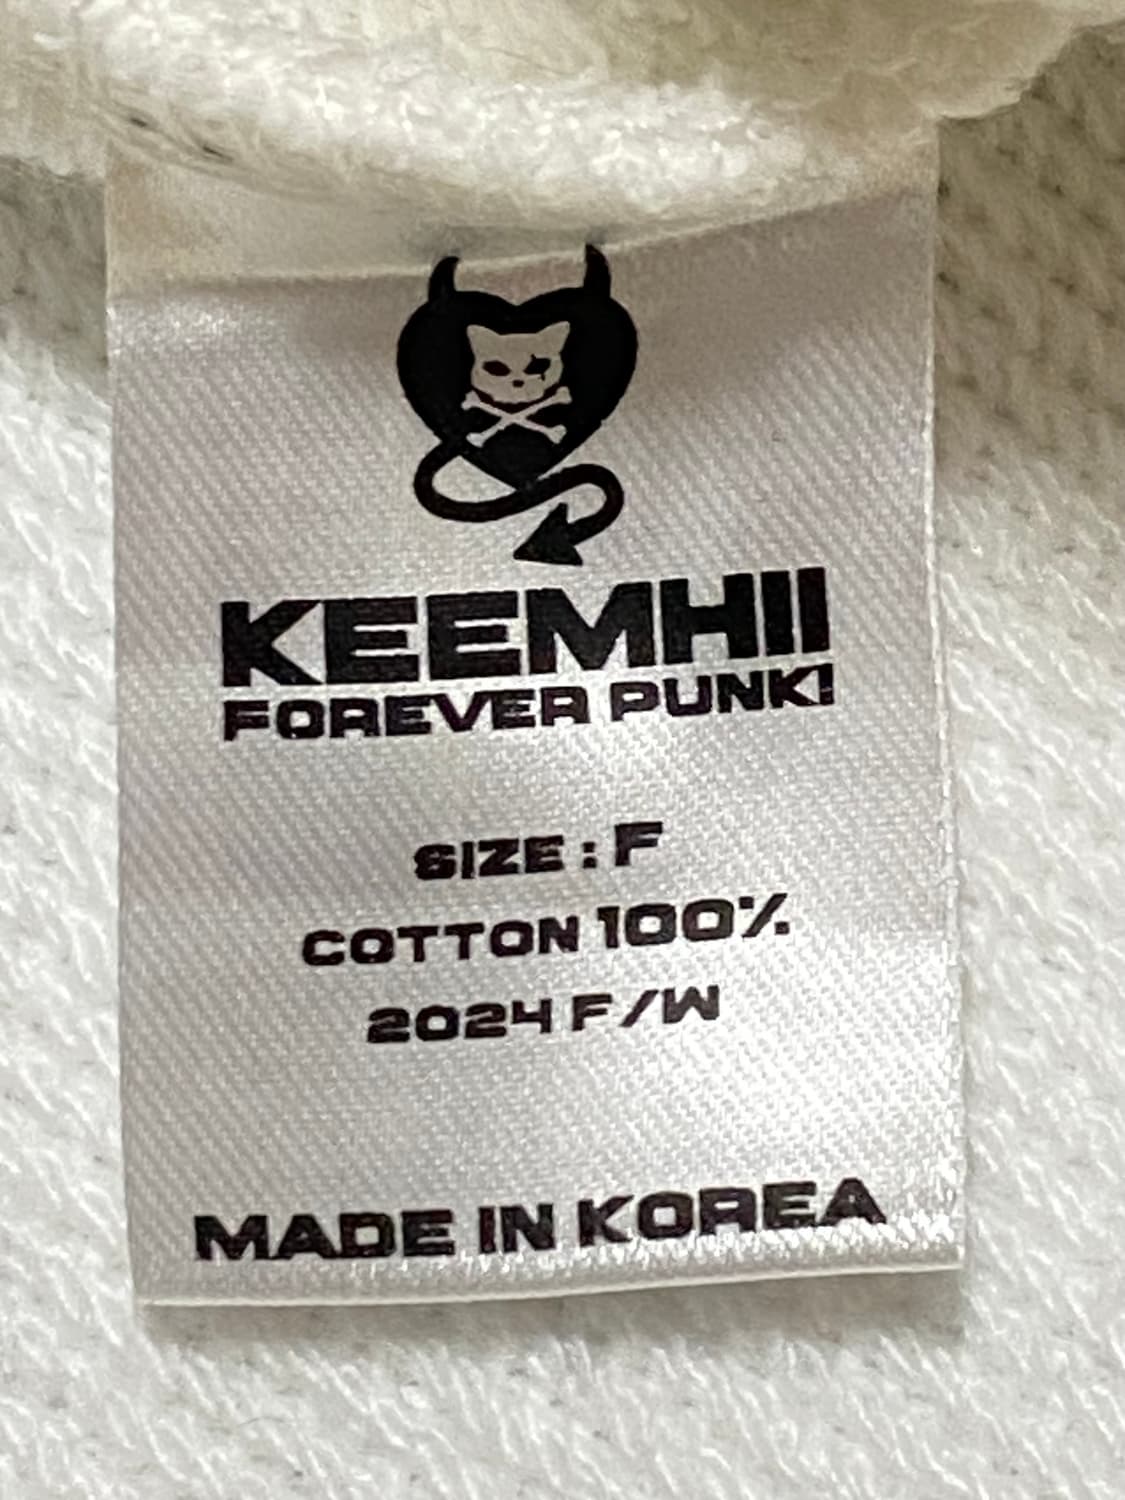 KEEMHII
FOREVER PUNK!
SIZE : F
COTTON 100%
2024 F/W
MADE IN KOREA